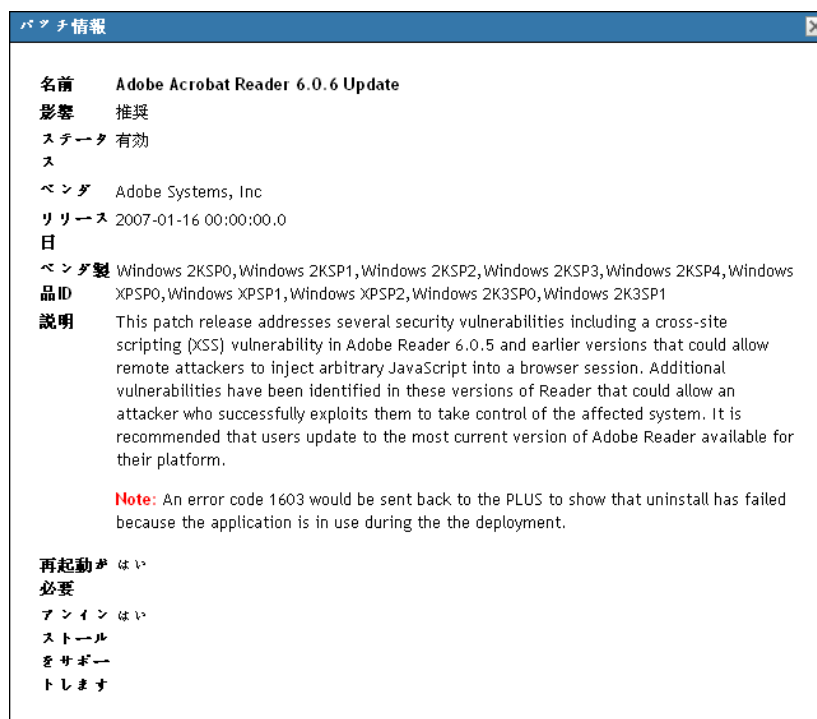 パッチ情報
名前 Adobe Acrobat Reader 6.0.6 Update
影響 推奨
ステータ 有効
ス
ベンダ Adobe Systems, Inc
リリース 2007-01-16 00:00:00.0
日
ベンダ製 Windows 2KSP0,Windows 2KSP1,Windows 2KSP2,Windows 2KSP3,Windows 2KSP4,Windows
品ID XPSP0,Windows XPSP1,Windows XPSP2,Windows 2K3SP0,Windows 2K3SP1
説明 This patch release addresses several security vulnerabilities including a cross-site
scripting (XSS) vulnerability in Adobe Reader 6.0.5 and earlier versions that could allow
remote attackers to inject arbitrary JavaScript into a browser session. Additional
vulnerabilities have been identified in these versions of Reader that could allow an
attacker who successfully exploits them to take control of the affected system. It is
recommended that users update to the most current version of Adobe Reader available for
their platform.
Note: An error code 1603 would be sent back to the PLUS to show that uninstall has failed
because the application is in use during the the deployment.
再起動が はい
必要
アンイン はい
ストール
をサポー
トします